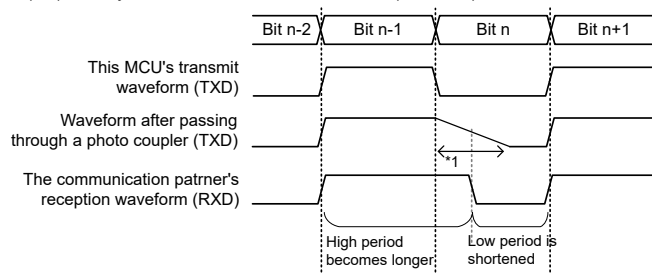 Bit n-2 Bit n-1 Bit n Bit n+1
This MCU's transmit
waveform (TXD)
Waveform after passing
through a photo coupler (TXD)
*1
The communication patrner's
reception waveform (RXD)
High period
becomes longer
Low period is
shortened